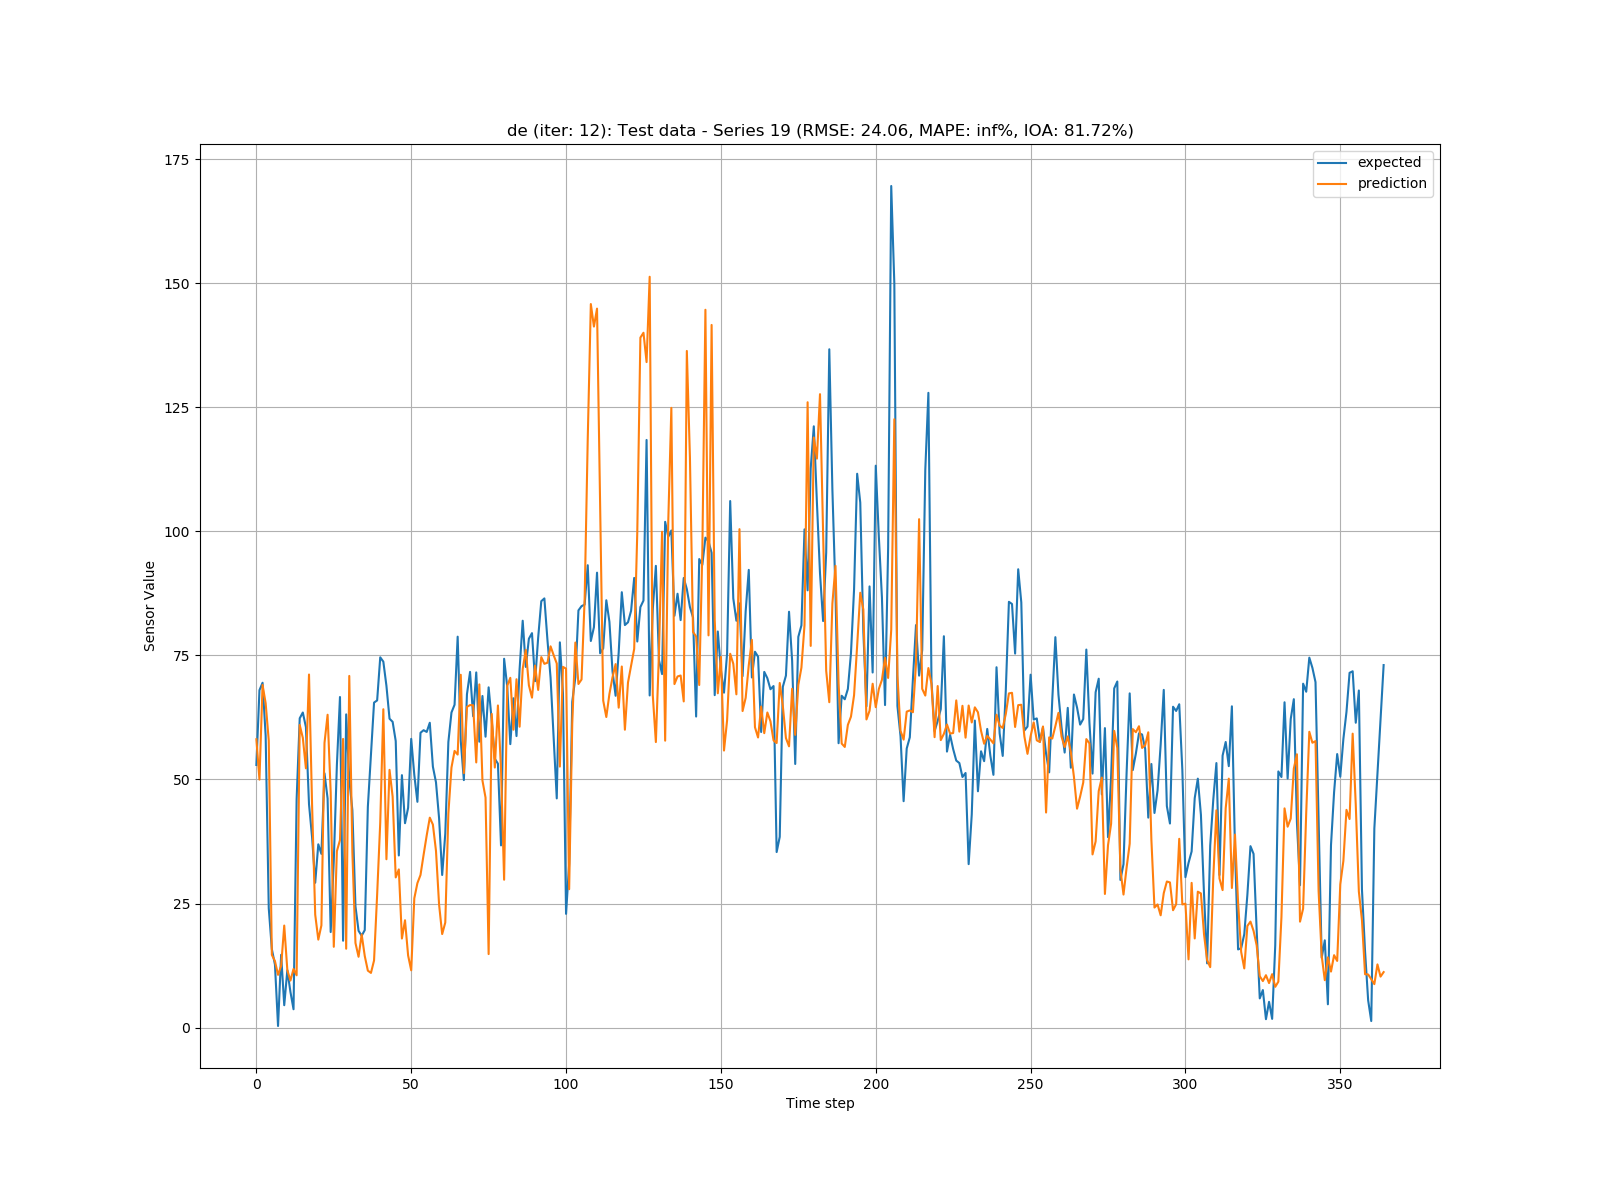 de (iter: 12): Test data - Series 19 (RMSE: 24.06, MAPE: inf%, IOA: 81.72%)
expected
prediction
175
150
125
100
75
50
25
0
Sensor Value
0 50 100 150 200 250 300 350
Time step